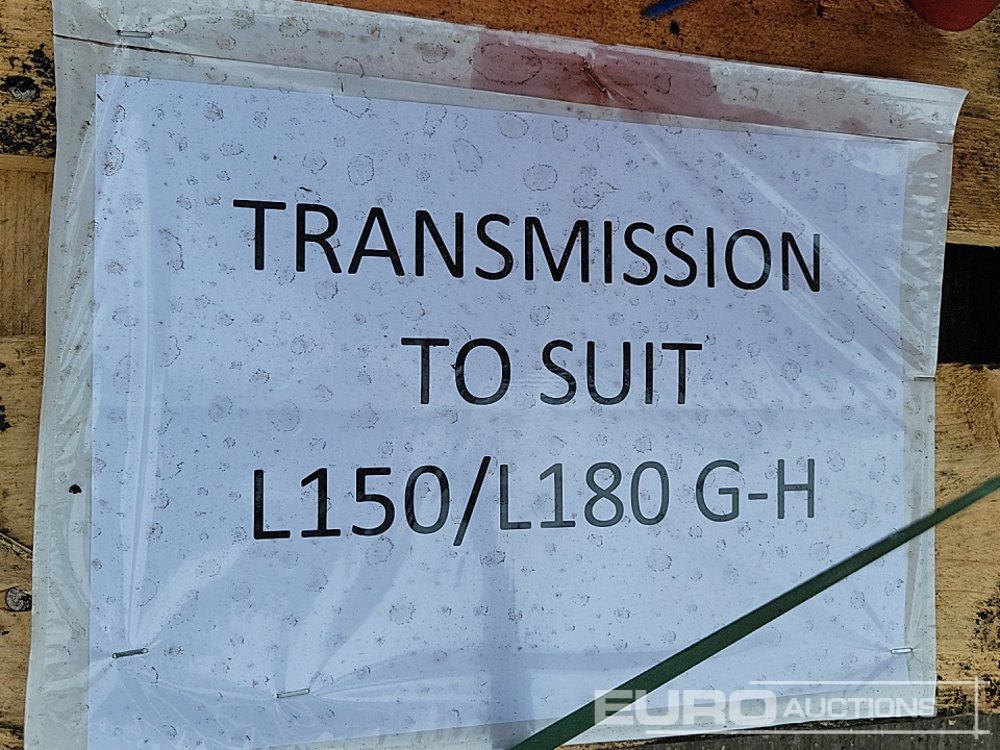 TRANSMISSION
TO SUIT
L150/L180 G-H
EURO AUCTIONS